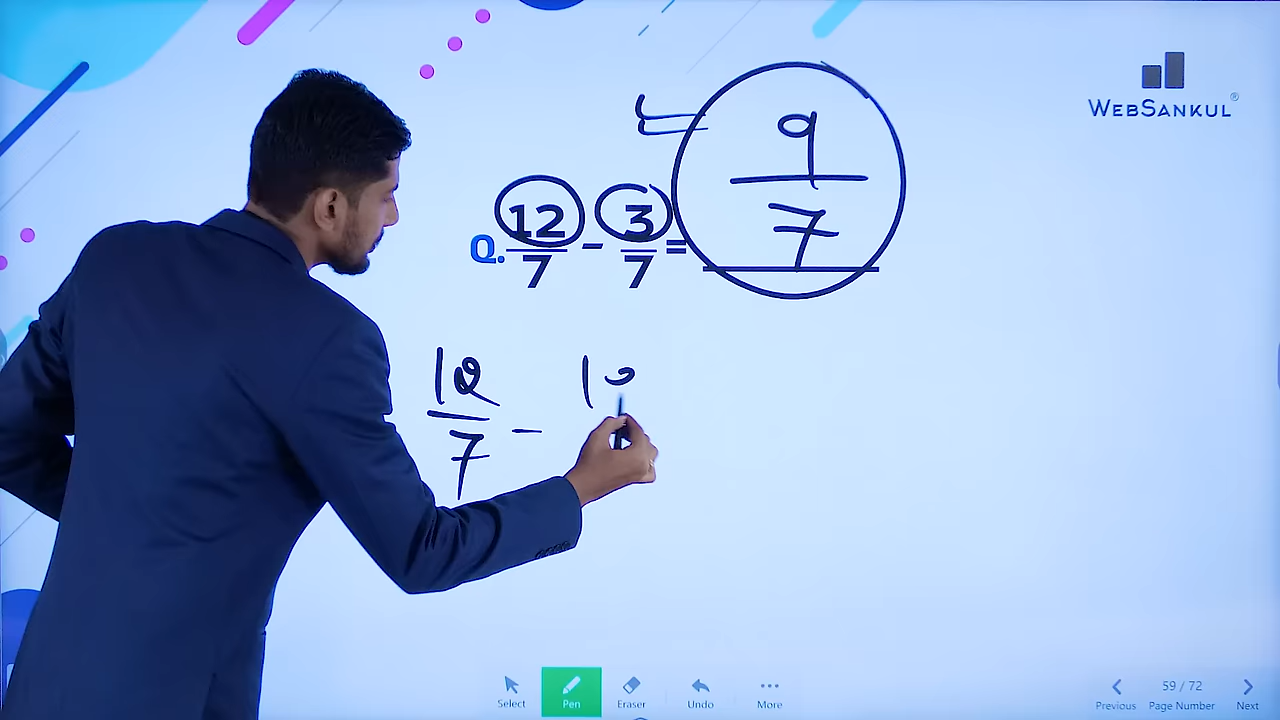 WEBSANKUL®
9
7
Q. 12/7 - 3/7 =
12/7 - 1
Select Pen Eraser Undo More
Previous 59 / 72 Page Number Next